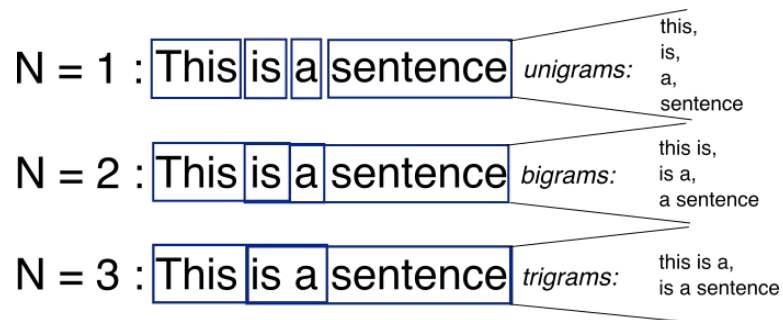 N = 1 : This is a sentence unigrams:
this,
is,
a,
sentence
N = 2 : This is a sentence bigrams:
this is,
is a,
a sentence
N = 3 : This is a sentence trigrams:
this is a,
is a sentence